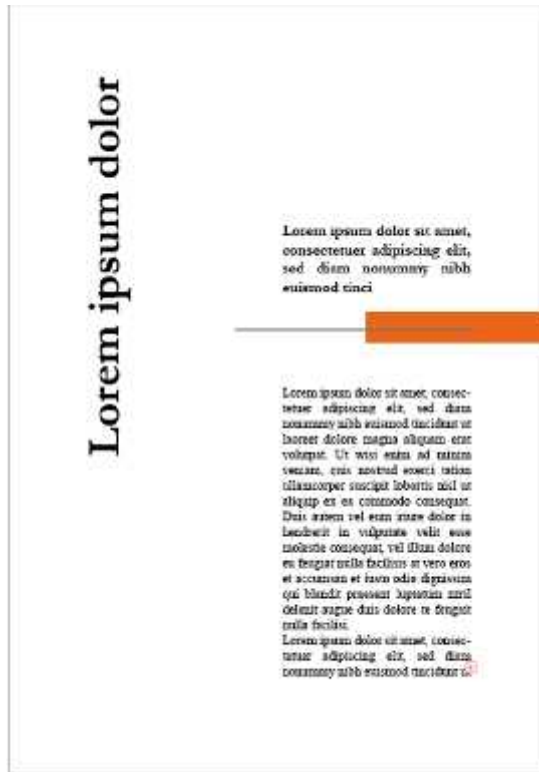 Lorem ipsum dolor
Lorem ipsum dolor sit amet,
consectetuer adipiscing elit,
sed diam nonummy nibh
euismod tinci
Lorem ipsum dolor sit amet, consec-
tetuer adipiscing elit, sed diam
nonummy nibh euismod tincidunt ut
laoreet dolore magna aliquam erat
volutpat. Ut wisi enim ad minim
veniam, quis nostrud exerci tation
ullamcorper suscipit lobortis nisl ut
aliquip ex ea commodo consequat.
Duis autem vel eum iriure dolor in
hendrerit in vulputate velit esse
molestie consequat, vel illum dolore
eu feugiat nulla facilisis at vero eros
et accumsan et iusto odio dignissim
qui blandit praesent luptatum zzril
delenit augue duis dolore te feugait
nulla facilisi.
Lorem ipsum dolor sit amet, consec-
tetuer adipiscing elit, sed diam
nonummy nibh euismod tincidunt